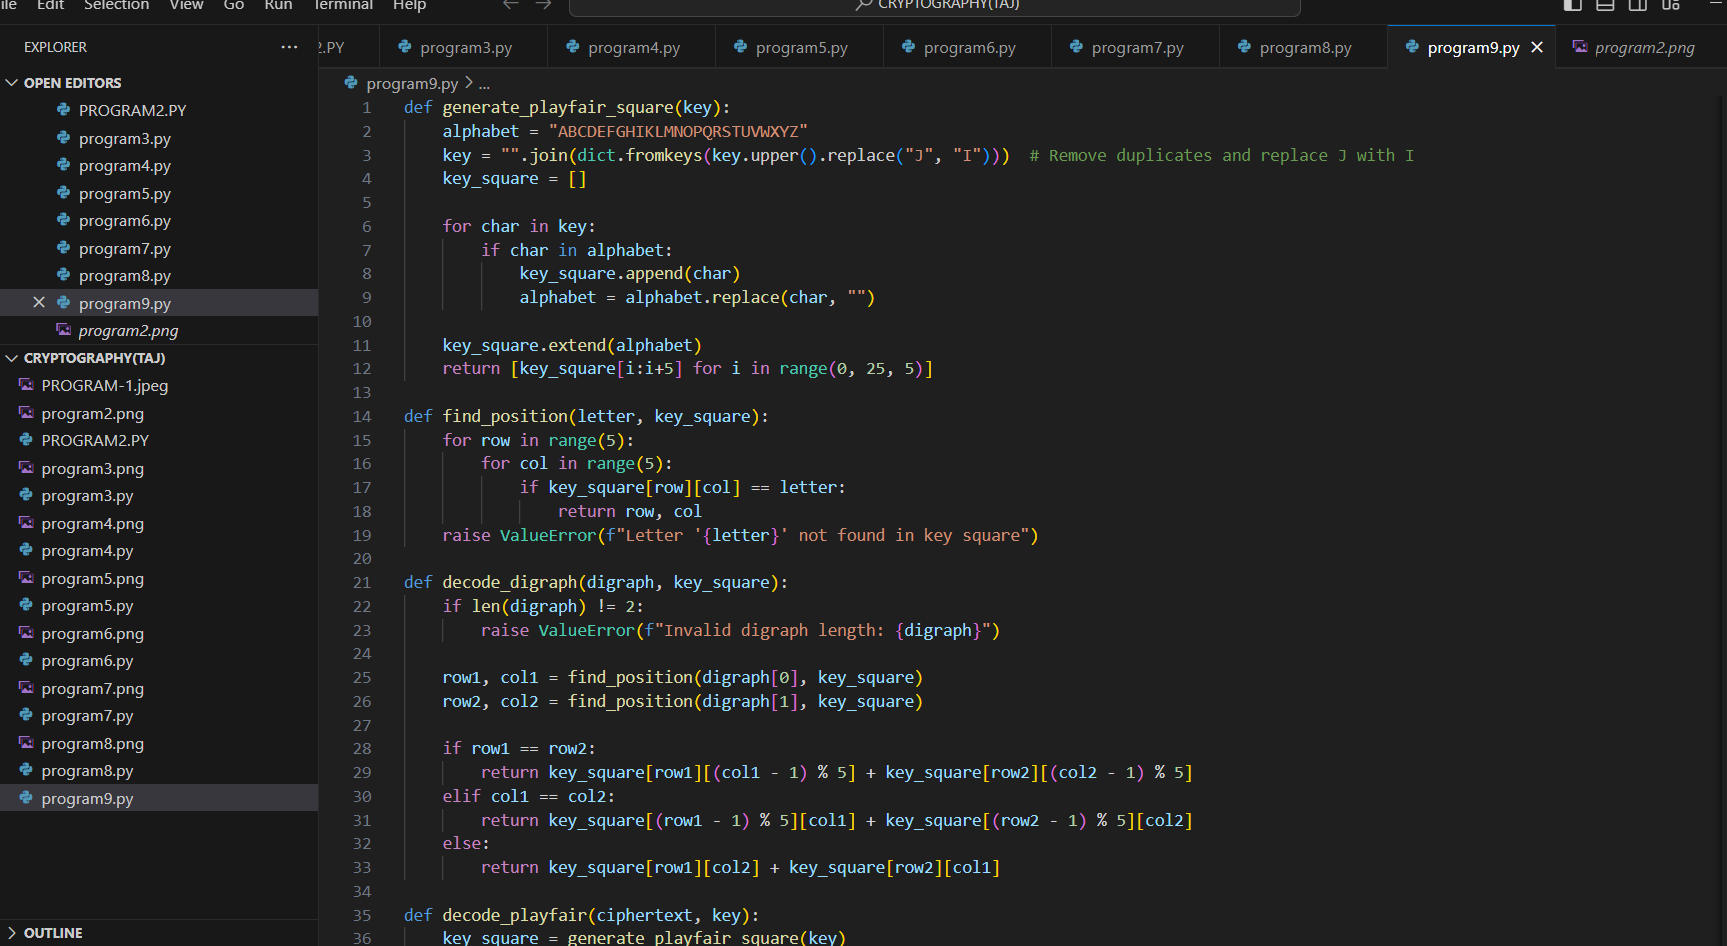 Edit Selection View Go Run Terminal Help
CRYPTOGRAPHY(TAJ)
EXPLORER ···
2.PY program3.py program4.py program5.py program6.py program7.py program8.py program9.py program2.png
OPEN EDITORS
PROGRAM2.PY
program3.py
program4.py
program5.py
program6.py
program7.py
program8.py
program9.py
program2.png
CRYPTOGRAPHY(TAJ)
PROGRAM-1.jpeg
program2.png
PROGRAM2.PY
program3.png
program3.py
program4.png
program4.py
program5.png
program5.py
program6.png
program6.py
program7.png
program7.py
program8.png
program8.py
program9.py
OUTLINE
program9.py > ...
1 def generate_playfair_square(key):
2     alphabet = "ABCDEFGHIKLMNOPQRSTUVWXYZ"
3     key = "".join(dict.fromkeys(key.upper().replace("J", "I")))  # Remove duplicates and replace J with I
4     key_square = []
5
6     for char in key:
7         if char in alphabet:
8             key_square.append(char)
9             alphabet = alphabet.replace(char, "")
10
11     key_square.extend(alphabet)
12     return [key_square[i:i+5] for i in range(0, 25, 5)]
13
14 def find_position(letter, key_square):
15     for row in range(5):
16         for col in range(5):
17             if key_square[row][col] == letter:
18                 return row, col
19     raise ValueError(f"Letter '{letter}' not found in key square")
20
21 def decode_digraph(digraph, key_square):
22     if len(digraph) != 2:
23         raise ValueError(f"Invalid digraph length: {digraph}")
24
25     row1, col1 = find_position(digraph[0], key_square)
26     row2, col2 = find_position(digraph[1], key_square)
27
28     if row1 == row2:
29         return key_square[row1][(col1 - 1) % 5] + key_square[row2][(col2 - 1) % 5]
30     elif col1 == col2:
31         return key_square[(row1 - 1) % 5][col1] + key_square[(row2 - 1) % 5][col2]
32     else:
33         return key_square[row1][col2] + key_square[row2][col1]
34
35 def decode_playfair(ciphertext, key):
36     key_square = generate_playfair_square(key)